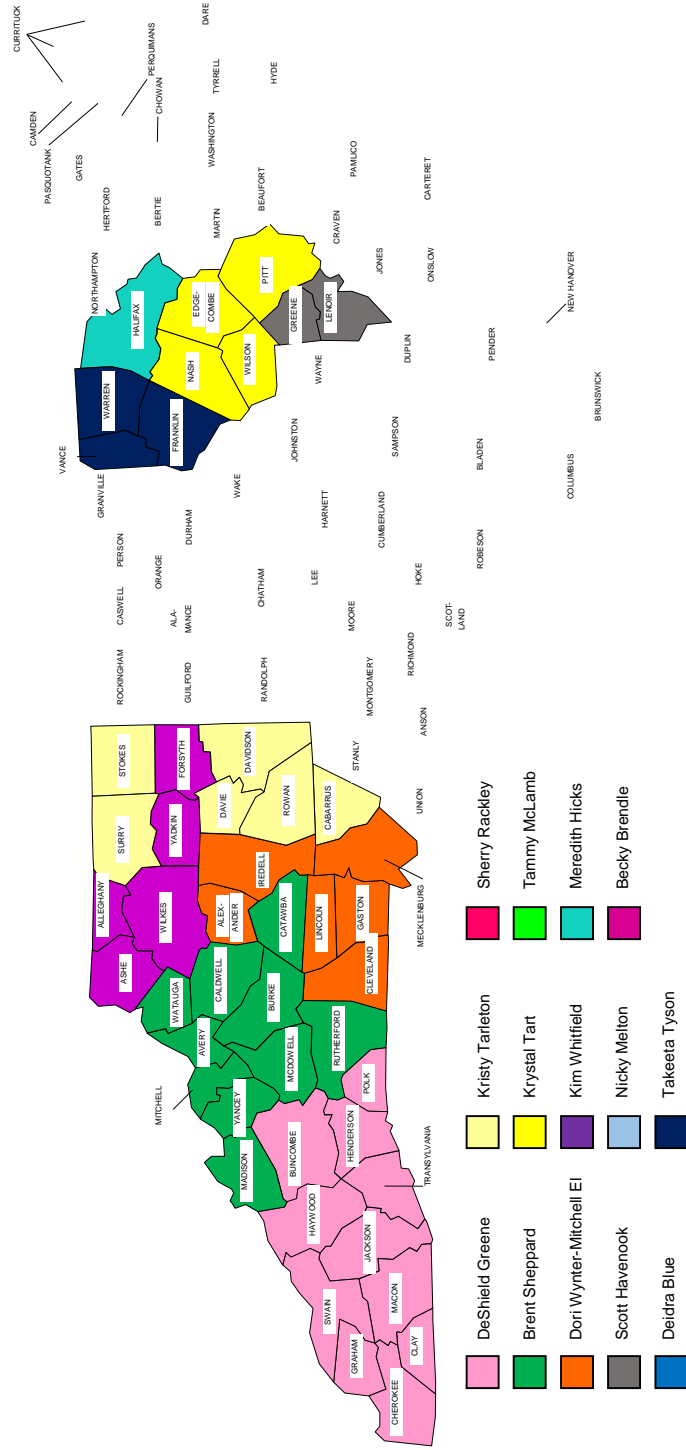 CHEROKEE
GRAHAM
CLAY
SWAIN
MACON
JACKSON
HAYWOOD
TRANSYLVANIA
BUNCOMBE
HENDERSON
MADISON
YANCEY
MITCHELL
POLK
MCDOWELL
RUTHERFORD
AVERY
BURKE
WATAUGA
CALDWELL
CLEVELAND
ASHE
ALLEGHANY
WILKES
ALEX-
ANDER
CATAWBA
LINCOLN
GASTON
IREDELL
MECKLENBURG
SURRY
YADKIN
DAVIE
ROWAN
CABARRUS
STOKES
FORSYTH
DAVIDSON
STANLY
UNION
ROCKINGHAM
GUILFORD
RANDOLPH
MONTGOMERY
ANSON
RICHMOND
CASWELL
ALA-
MANCE
ORANGE
PERSON
DURHAM
CHATHAM
LEE
MOORE
HOKE
SCOT-
LAND
ROBESON
HARNETT
CUMBERLAND
WAKE
GRANVILLE
VANCE
WARREN
FRANKLIN
JOHNSTON
SAMPSON
BLADEN
COLUMBUS
BRUNSWICK
NEW HANOVER
PENDER
DUPLIN
WAYNE
WILSON
NASH
HALIFAX
NORTHAMPTON
EDGE-
COMBE
PITT
GREENE
LENOIR
JONES
ONSLOW
CRAVEN
CARTERET
PAMLICO
BEAUFORT
MARTIN
BERTIE
HERTFORD
GATES
WASHINGTON
TYRRELL
HYDE
DARE
CHOWAN
PERQUIMANS
PASQUOTANK
CAMDEN
CURRITUCK
DeShield Greene
Brent Sheppard
Dori Wynter-Mitchell El
Scott Havenook
Deidra Blue
Kristy Tarleton
Krystal Tart
Kim Whitfield
Nicky Melton
Takeeta Tyson
Sherry Rackley
Tammy McLamb
Meredith Hicks
Becky Brendle